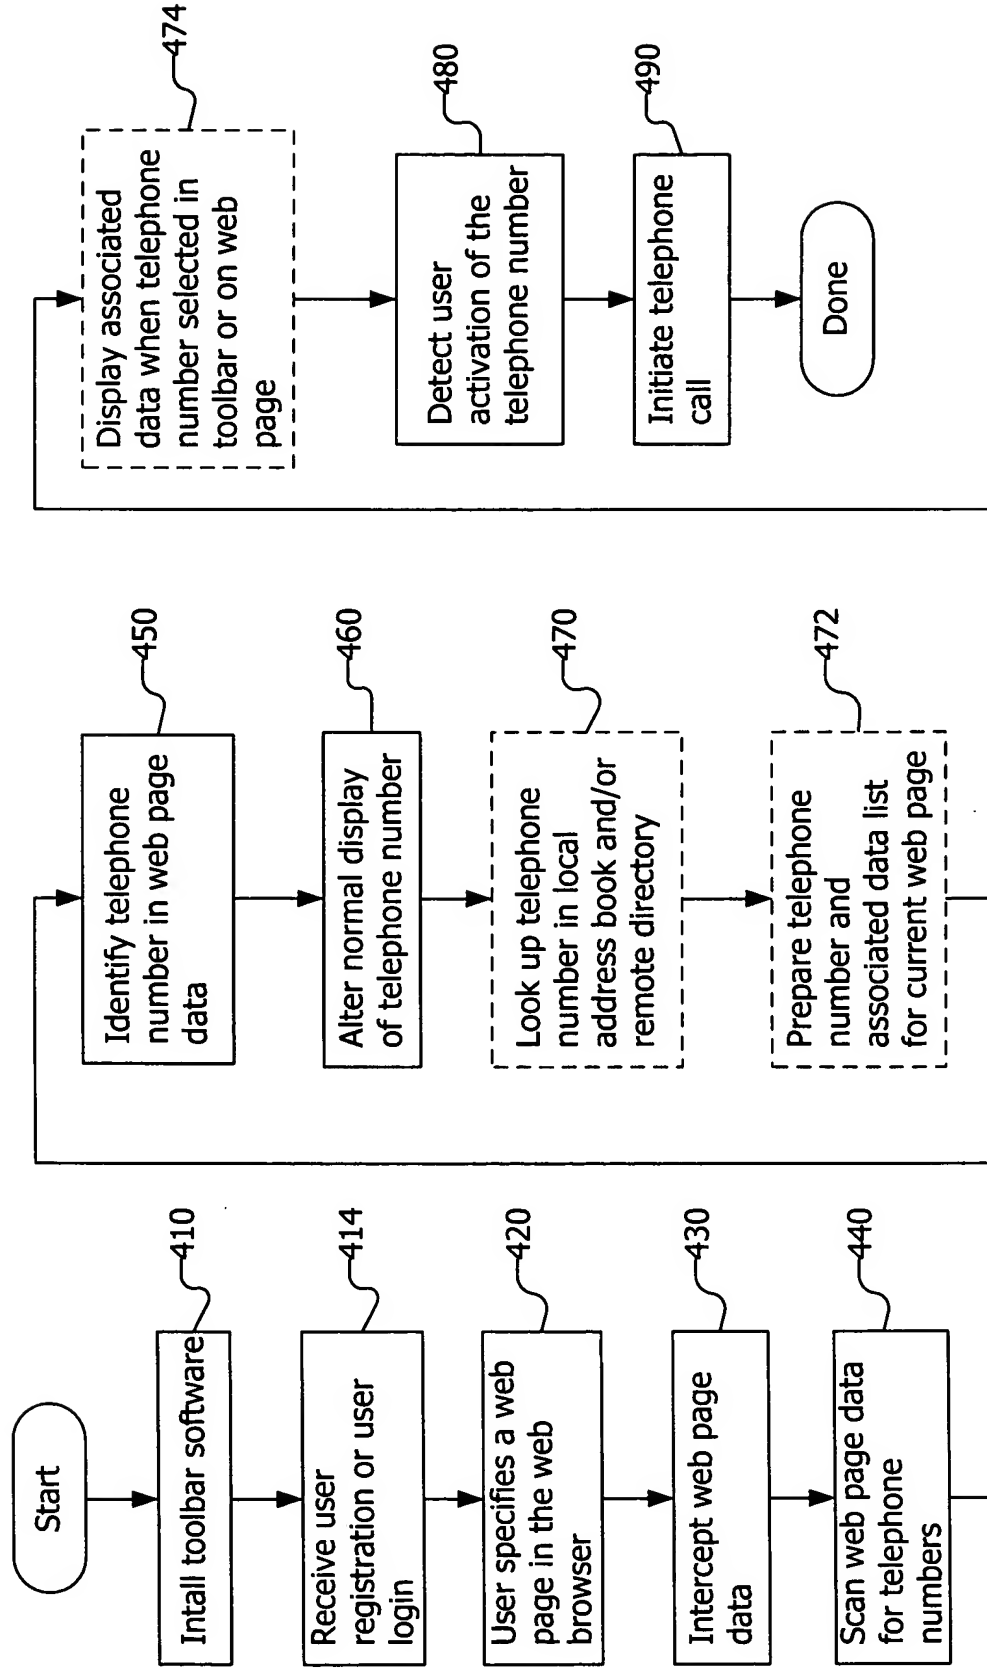 Start
Intall toolbar software
410
Receive user
registration or user
login
414
User specifies a web
page in the web
browser
420
Intercept web page
data
430
Scan web page data
for telephone
numbers
440
Identify telephone
number in web page
data
450
Alter normal display
of telephone number
460
Look up telephone
number in local
address book and/or
remote directory
470
Prepare telephone
number and
associated data list
for current web page
472
Display associated
data when telephone
number selected in
toolbar or on web
page
474
Detect user
activation of the
telephone number
480
Initiate telephone
call
490
Done